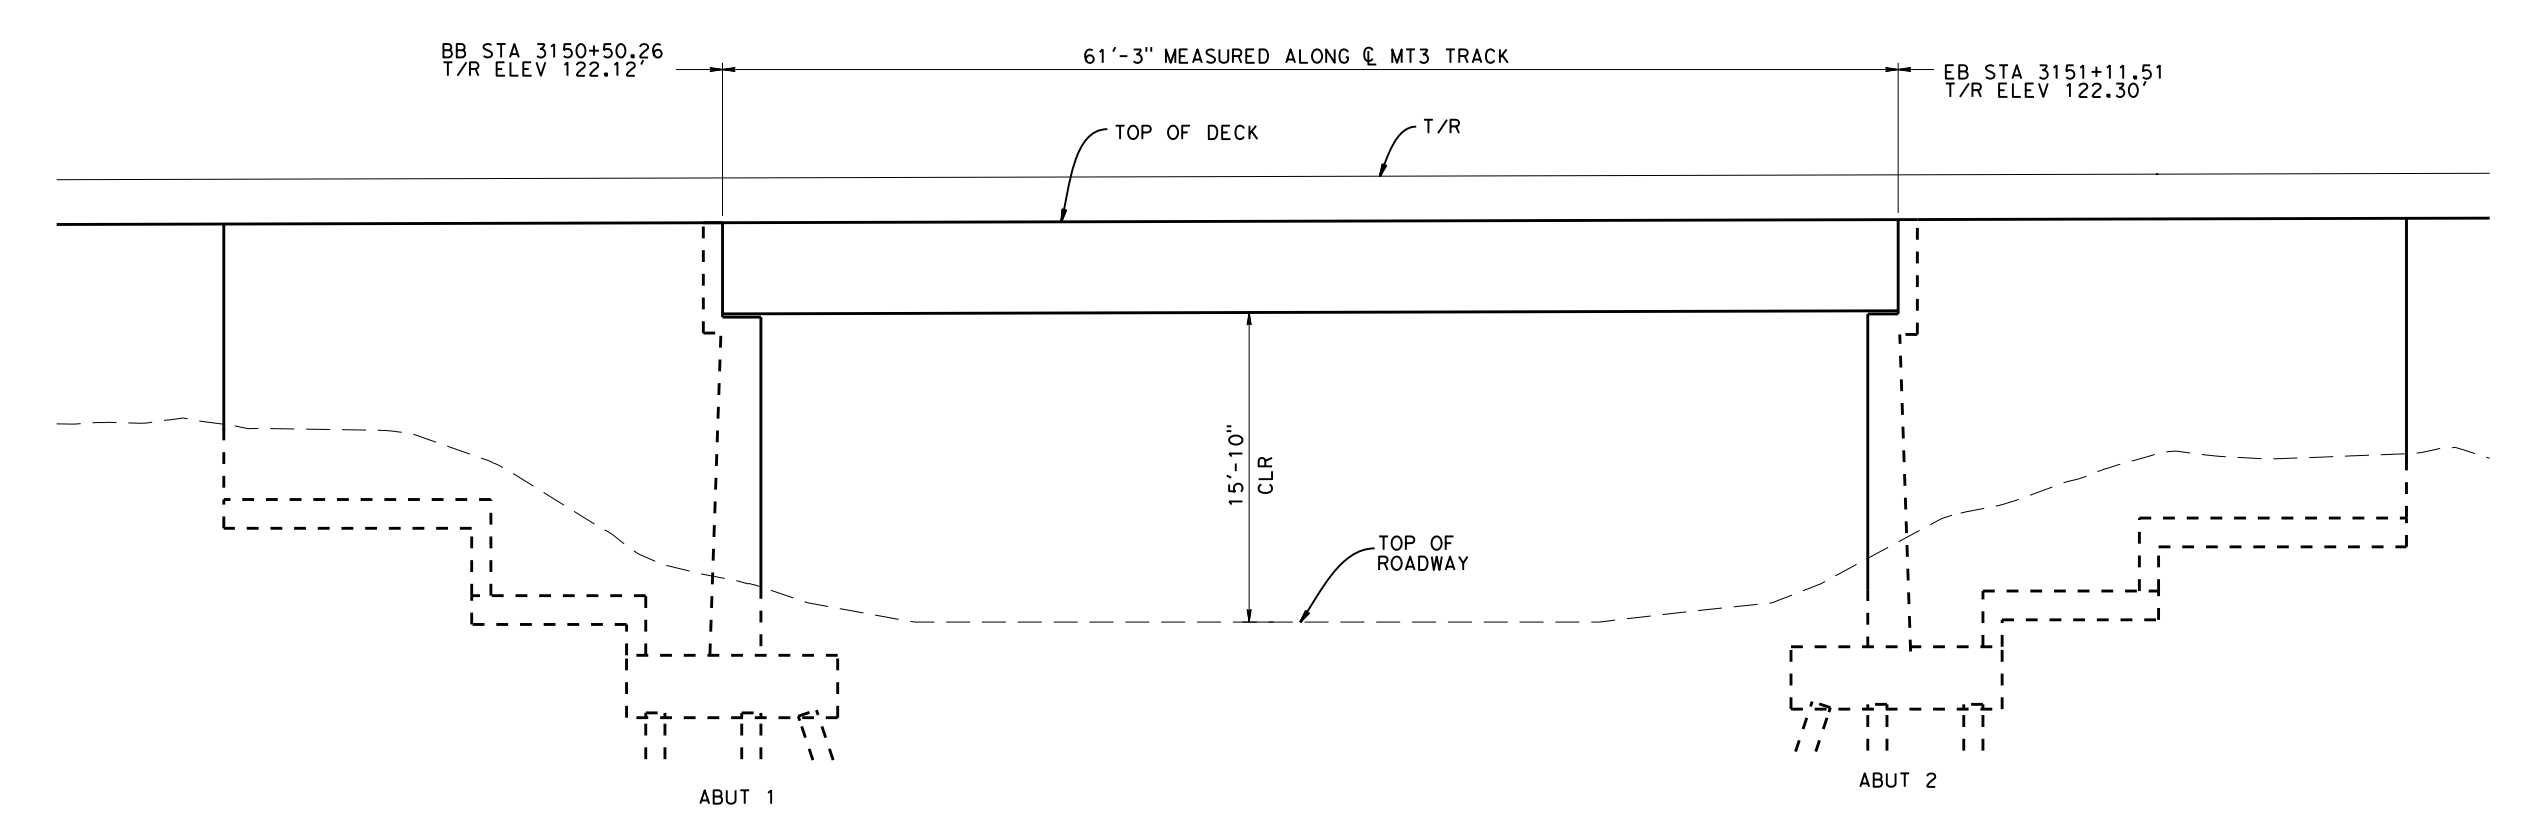 BB STA 3150+50.26
T/R ELEV 122.12'
61'-3" MEASURED ALONG ℄ MT3 TRACK
EB STA 3151+11.51
T/R ELEV 122.30'
TOP OF DECK
T/R
15'-10"
CLR
TOP OF
ROADWAY
ABUT 1
ABUT 2